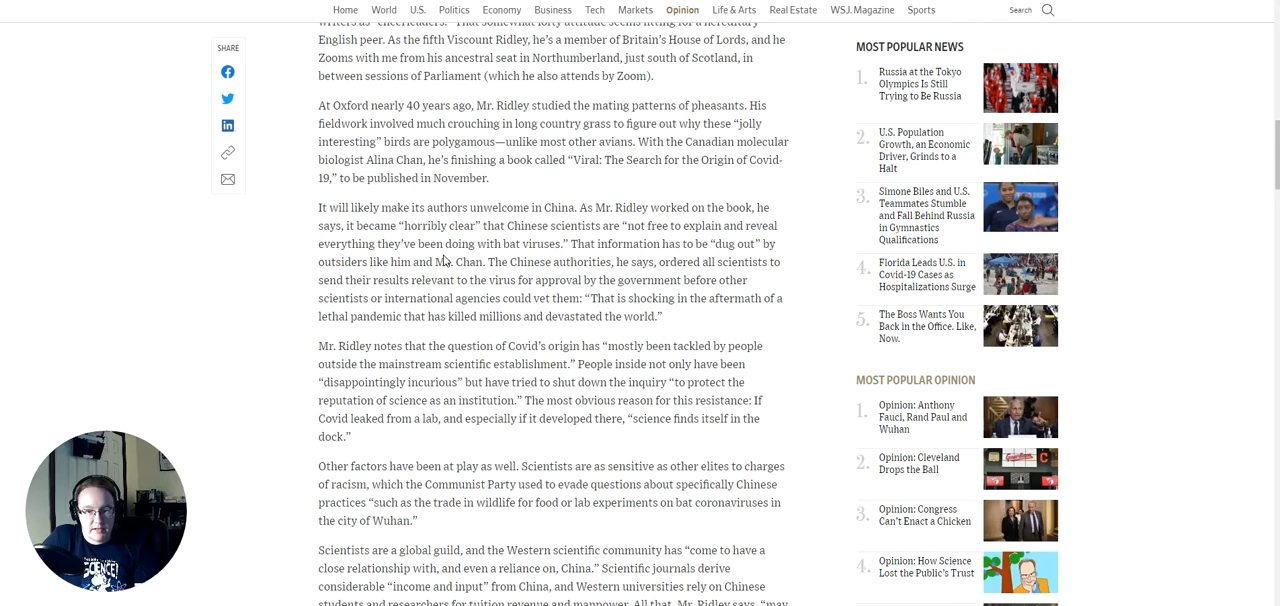 Home World U.S. Politics Economy Business Tech Markets Opinion Life & Arts Real Estate WSJ. Magazine Sports Search
writers as “cheerleaders.” That somewhat lofty attitude seems fitting for a hereditary
English peer. As the fifth Viscount Ridley, he’s a member of Britain’s House of Lords, and he
Zooms with me from his ancestral seat in Northumberland, just south of Scotland, in
between sessions of Parliament (which he also attends by Zoom).
At Oxford nearly 40 years ago, Mr. Ridley studied the mating patterns of pheasants. His
fieldwork involved much crouching in long country grass to figure out why these “jolly
interesting” birds are polygamous—unlike most other avians. With the Canadian molecular
biologist Alina Chan, he’s finishing a book called “Viral: The Search for the Origin of Covid-
19,” to be published in November.
It will likely make its authors unwelcome in China. As Mr. Ridley worked on the book, he
says, it became “horribly clear” that Chinese scientists are “not free to explain and reveal
everything they’ve been doing with bat viruses.” That information has to be “dug out” by
outsiders like him and Ms. Chan. The Chinese authorities, he says, ordered all scientists to
send their results relevant to the virus for approval by the government before other
scientists or international agencies could vet them: “That is shocking in the aftermath of a
lethal pandemic that has killed millions and devastated the world.”
Mr. Ridley notes that the question of Covid’s origin has “mostly been tackled by people
outside the mainstream scientific establishment.” People inside not only have been
“disappointingly incurious” but have tried to shut down the inquiry “to protect the
reputation of science as an institution.” The most obvious reason for this resistance: If
Covid leaked from a lab, and especially if it developed there, “science finds itself in the
dock.”
Other factors have been at play as well. Scientists are as sensitive as other elites to charges
of racism, which the Communist Party used to evade questions about specifically Chinese
practices “such as the trade in wildlife for food or lab experiments on bat coronaviruses in
the city of Wuhan.”
Scientists are a global guild, and the Western scientific community has “come to have a
close relationship with, and even a reliance on, China.” Scientific journals derive
considerable “income and input” from China, and Western universities rely on Chinese
students and researchers for tuition revenue and manpower. All that, Mr. Ridley says, “may
SHARE
MOST POPULAR NEWS
1.
Russia at the Tokyo
Olympics Is Still
Trying to Be Russia
2.
U.S. Population
Growth, an Economic
Driver, Grinds to a
Halt
3.
Simone Biles and U.S.
Teammates Stumble
and Fall Behind Russia
in Gymnastics
Qualifications
4.
Florida Leads U.S. in
Covid-19 Cases as
Hospitalizations Surge
5.
The Boss Wants You
Back in the Office. Like,
Now.
MOST POPULAR OPINION
1.
Opinion: Anthony
Fauci, Rand Paul and
Wuhan
2.
Opinion: Cleveland
Drops the Ball
3.
Opinion: Congress
Can’t Enact a Chicken
4.
Opinion: How Science
Lost the Public’s Trust
SCIENCE!